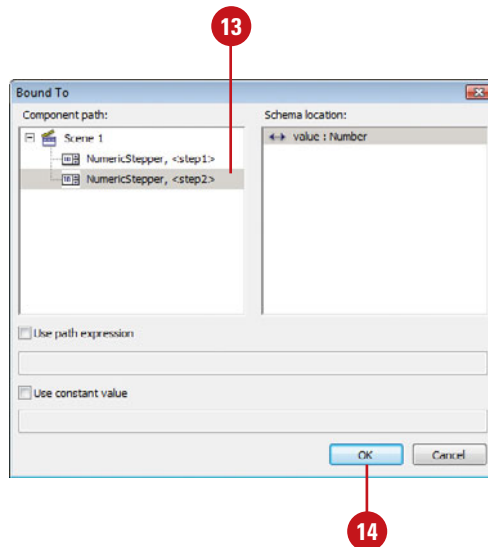 13
Bound To
Component path:
Schema location:
Scene 1
NumericStepper, <step1>
NumericStepper, <step2>
value : Number
Use path expression
Use constant value
OK
Cancel
14